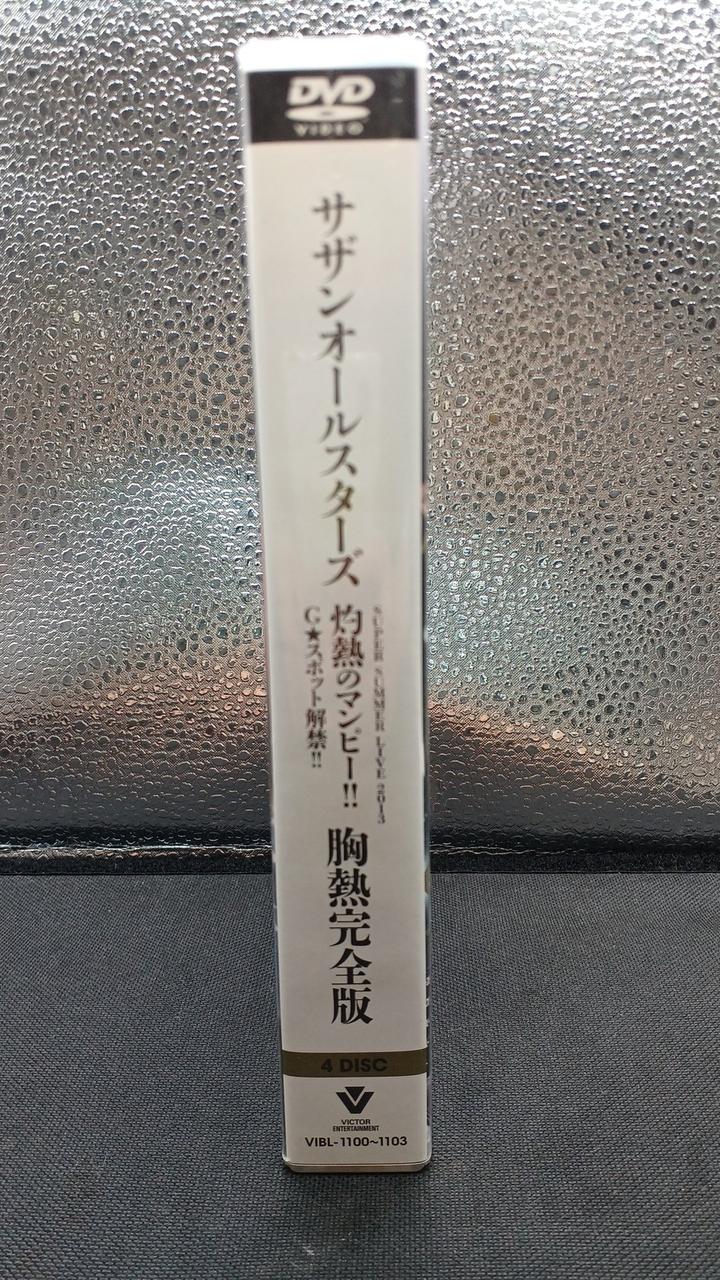 DVD
VIDEO
サザンオールスターズ
SUPER SUMMER LIVE 2013
灼熱のマンピー!!
G★スポット解禁!!
胸熱完全版
4 DISC
VICTOR
ENTERTAINMENT
VIBL-1100~1103